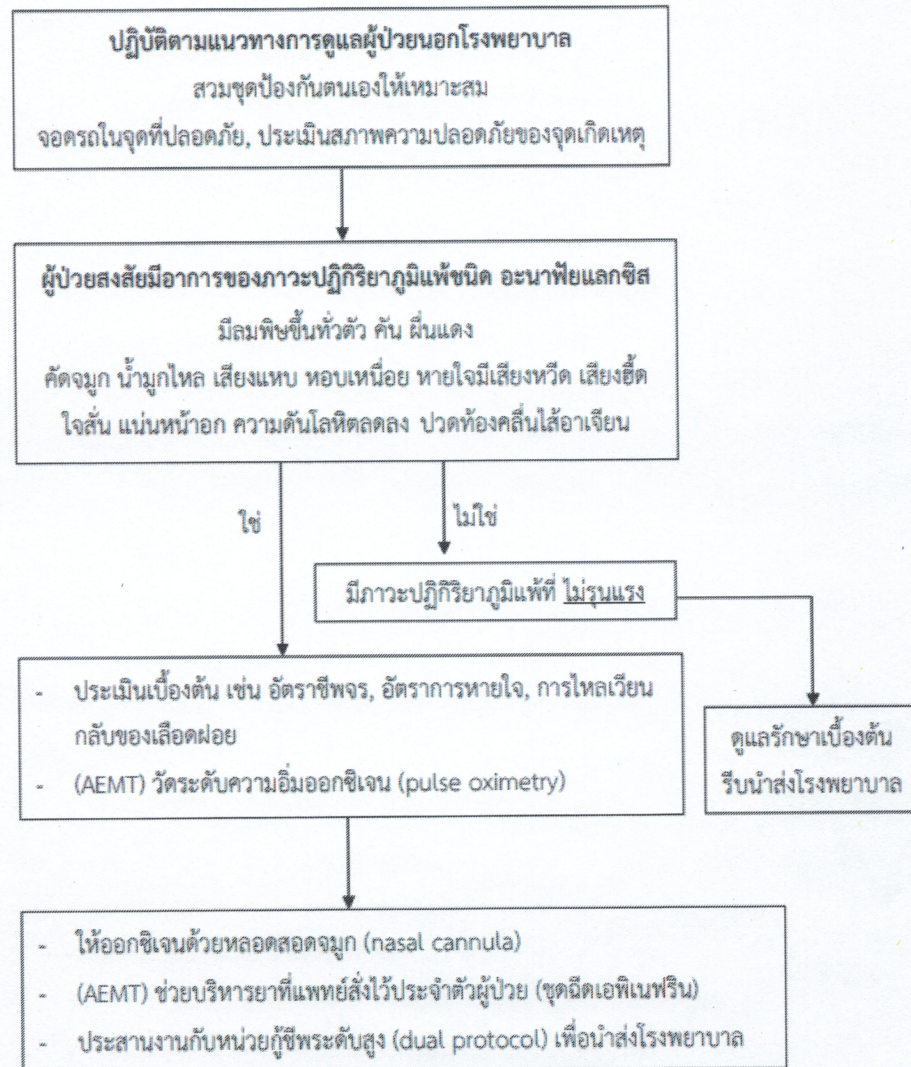 ปฏิบัติตามแนวทางการดูแลผู้ป่วยนอกโรงพยาบาล
สวมชุดป้องกันตนเองให้เหมาะสม
จอดรถในจุดที่ปลอดภัย, ประเมินสภาพความปลอดภัยของจุดเกิดเหตุ
ผู้ป่วยสงสัยมีอาการของภาวะปฏิกิริยาภูมิแพ้ชนิด อะนาฟัยแลกซิส
มีลมพิษขึ้นทั่วตัว คัน ผื่นแดง
คัดจมูก น้ำมูกไหล เสียงแหบ หอบเหนื่อย หายใจมีเสียงหวีด เสียงฮื้ด
ใจสั่น แน่นหน้าอก ความดันโลหิตลดลง ปวดท้องคลื่นไส้อาเจียน
ใช่
ไม่ใช่
มีภาวะปฏิกิริยาภูมิแพ้ที่ ไม่รุนแรง
- ประเมินเบื้องต้น เช่น อัตราชีพจร, อัตราการหายใจ, การไหลเวียน
กลับของเลือดฝอย
- (AEMT) วัดระดับความอิ่มออกซิเจน (pulse oximetry)
ดูแลรักษาเบื้องต้น
รีบนำส่งโรงพยาบาล
- ให้ออกซิเจนด้วยหลอดสอดจมูก (nasal cannula)
- (AEMT) ช่วยบริหารยาที่แพทย์สั่งไว้ประจำตัวผู้ป่วย (ชุดฉีดเอพิเนฟริน)
- ประสานงานกับหน่วยกู้ชีพระดับสูง (dual protocol) เพื่อนำส่งโรงพยาบาล